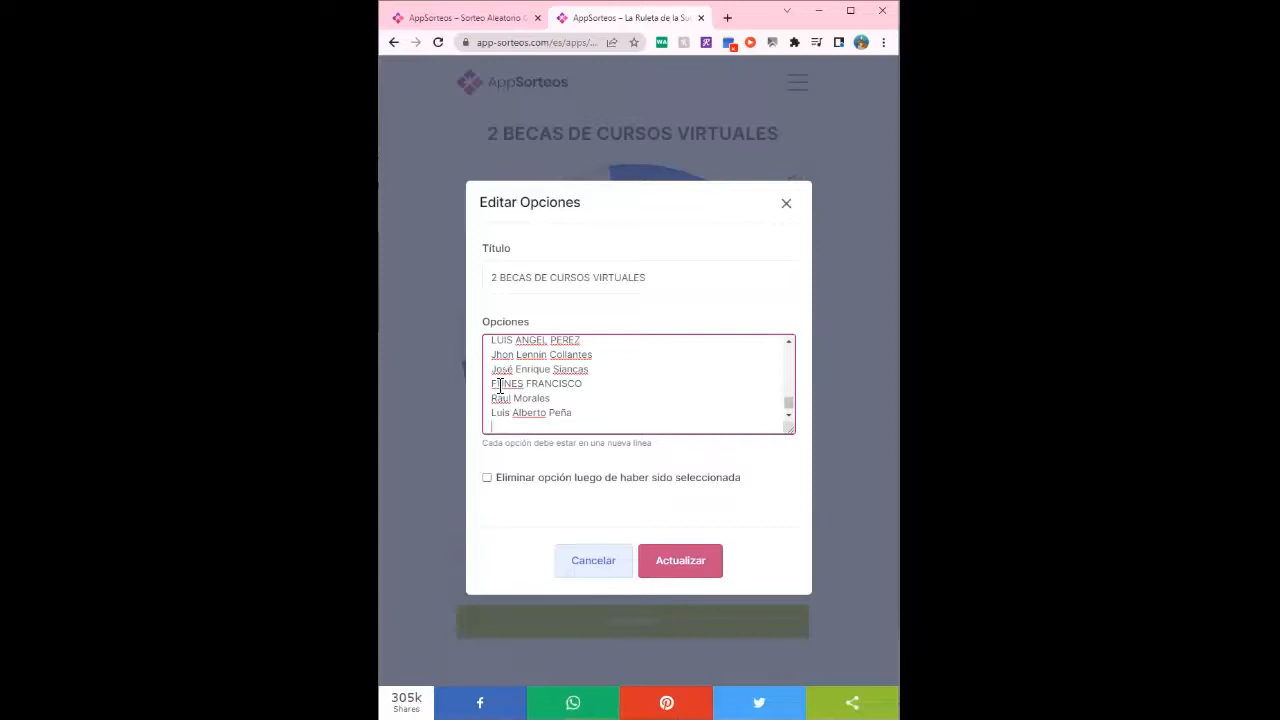 AppSorteos – Sorteo Aleatorio
AppSorteos – La Ruleta de la Su
app-sorteos.com/es/apps/...
AppSorteos
2 BECAS DE CURSOS VIRTUALES
Editar Opciones
Título
2 BECAS DE CURSOS VIRTUALES
Opciones
LUIS ANGEL PEREZ
Jhon Lennin Collantes
José Enrique Siancas
FRANCISCO
Raul Morales
Luis Alberto Peña
Cada opción debe estar en una nueva línea
Eliminar opción luego de haber sido seleccionada
Cancelar
Actualizar
305k
Shares